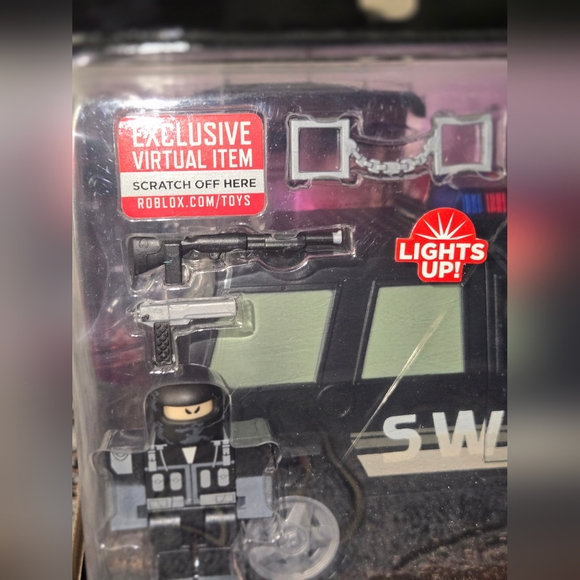 EXCLUSIVE
VIRTUAL ITEM
SCRATCH OFF HERE
ROBLOX.COM/TOYS
LIGHTS
UP!
SW